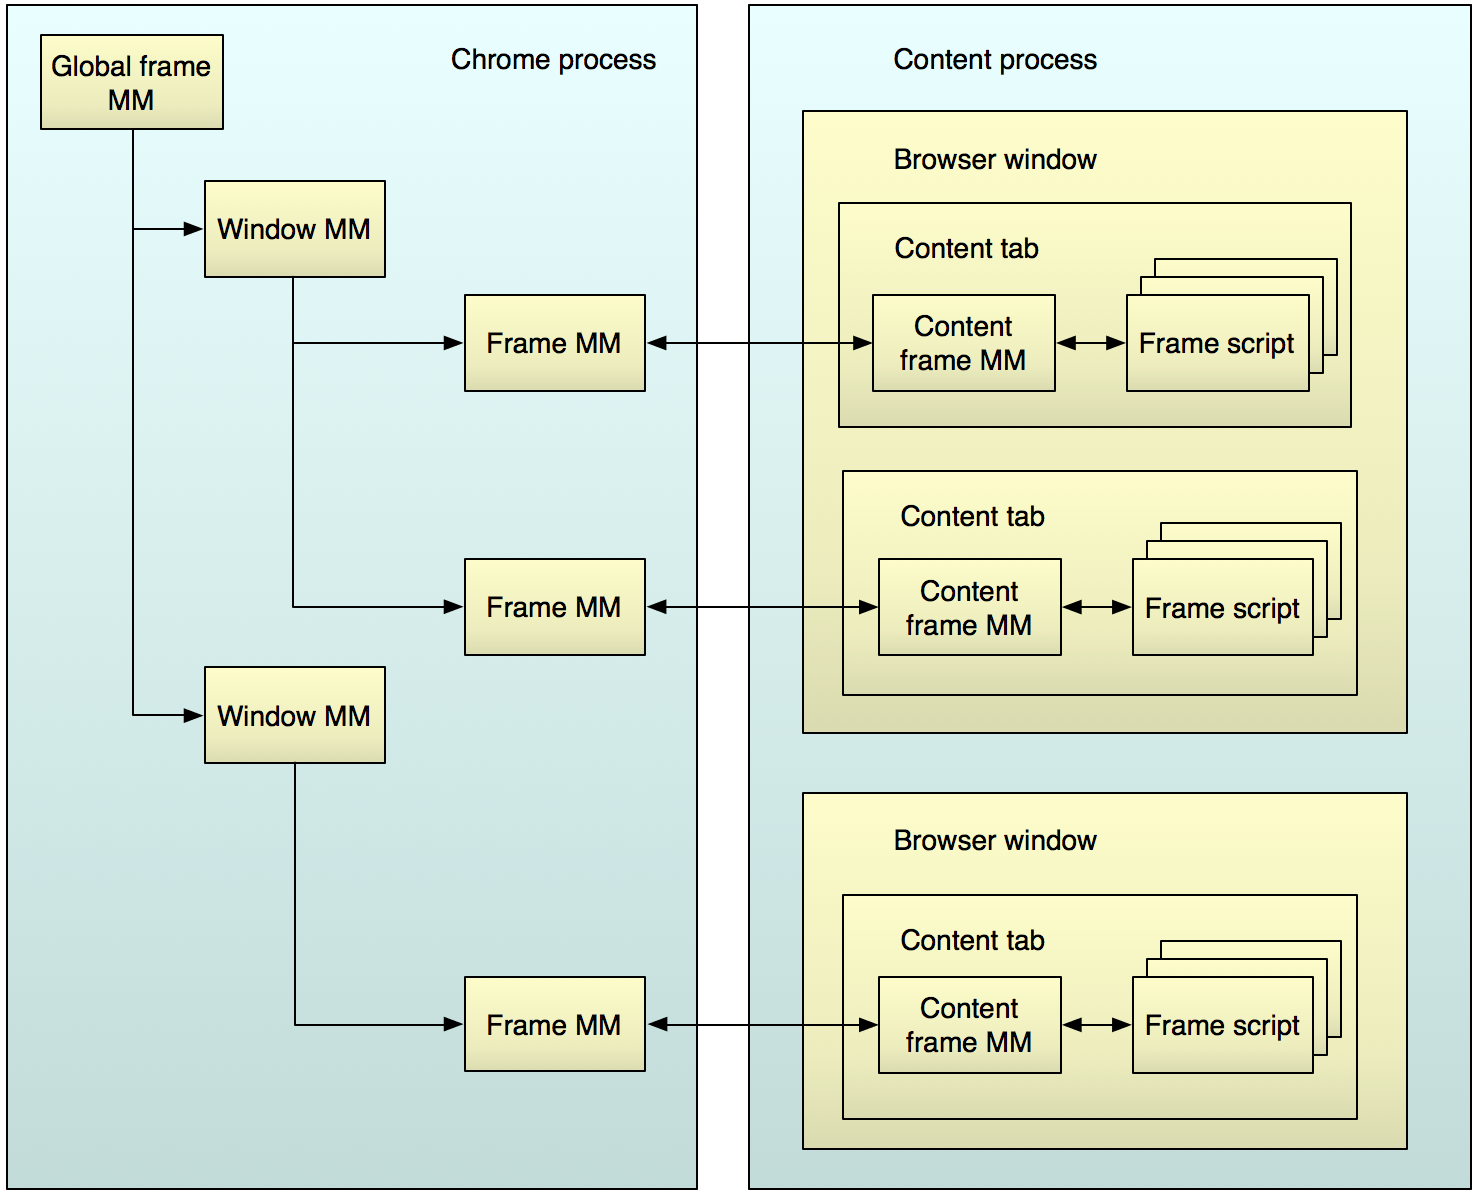 Chrome process
Global frame
MM
Window MM
Frame MM
Frame MM
Window MM
Frame MM
Content process
Browser window
Content tab
Content
frame MM
Frame script
Content tab
Content
frame MM
Frame script
Browser window
Content tab
Content
frame MM
Frame script